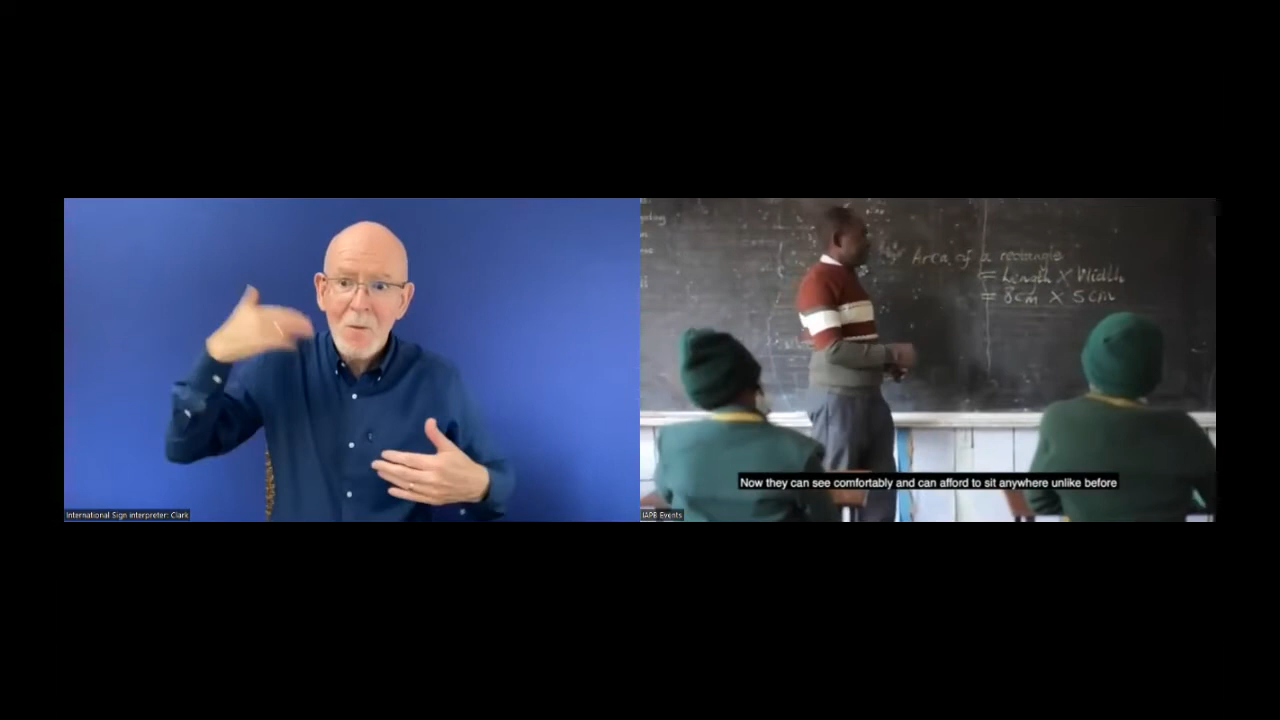 International Sign interpreter: Clark
Area of a rectangle
= Length X Width
= 8cm X 5cm
Now they can see comfortably and can afford to sit anywhere unlike before
IAPB Events